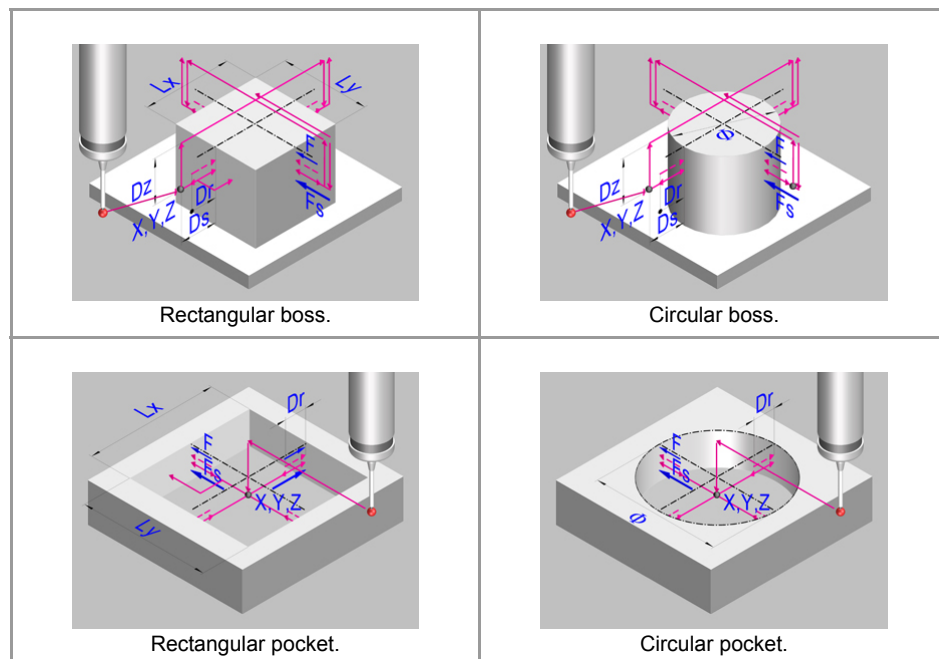 Lx
Ly
F
Dz
Dr
Fs
X,Y,Z
Ds
Rectangular boss.
Φ
F
Dz
Dr
Fs
X,Y,Z
Ds
Circular boss.
Lx
Dr
F
Fs
X,Y,Z
Ly
Rectangular pocket.
Dr
F
Fs
X,Y,Z
Φ
Circular pocket.